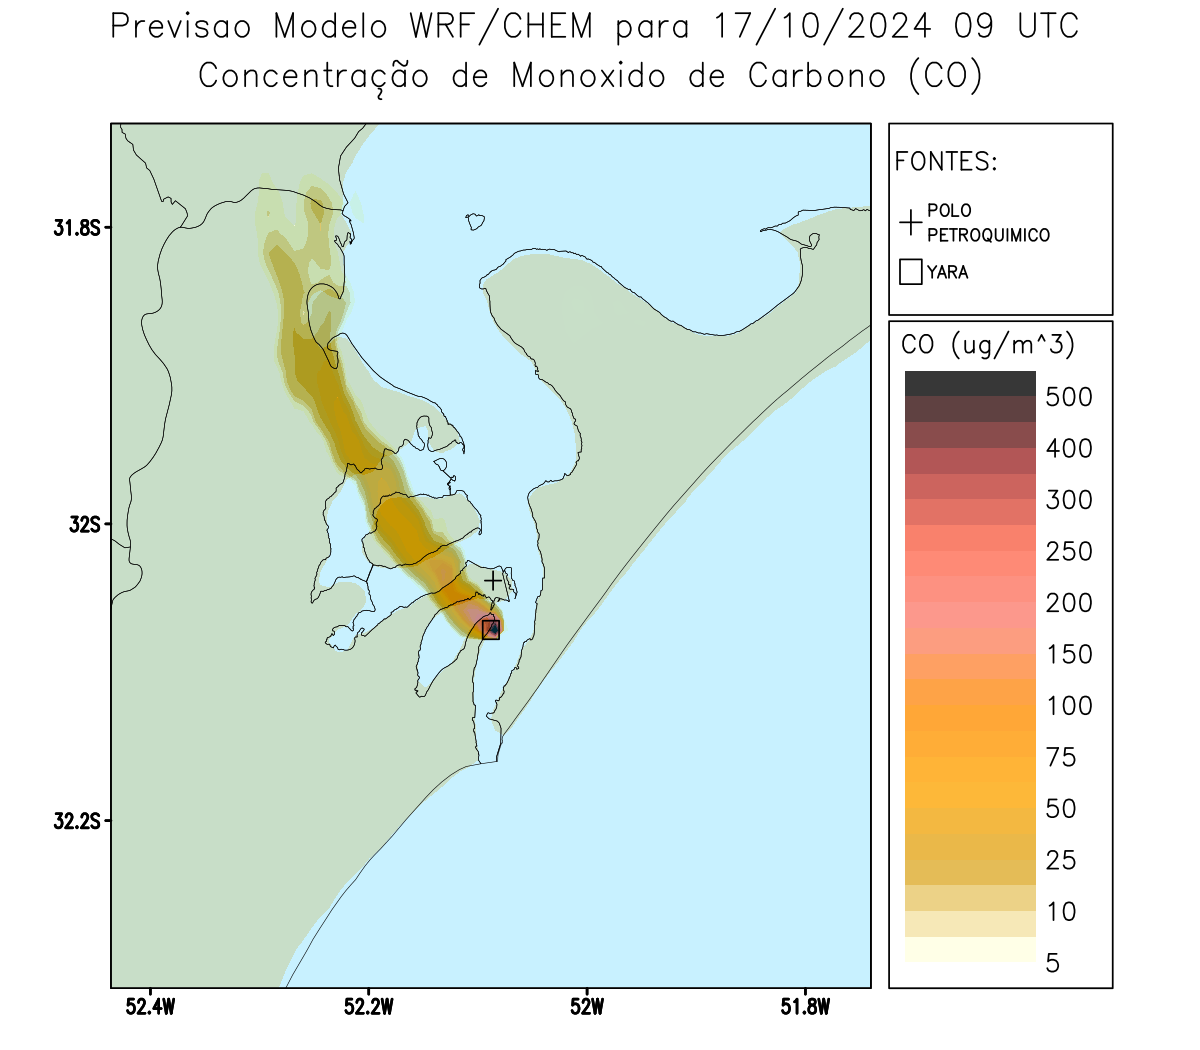 Previsao Modelo WRF/CHEM para 17/10/2024 09 UTC
Concentração de Monoxido de Carbono (CO)
FONTES:
POLO
PETROQUIMICO
YARA
CO (ug/m^3)
500
400
300
250
200
150
100
75
50
25
10
5
31.8S
32S
32.2S
52.4W
52.2W
52W
51.8W